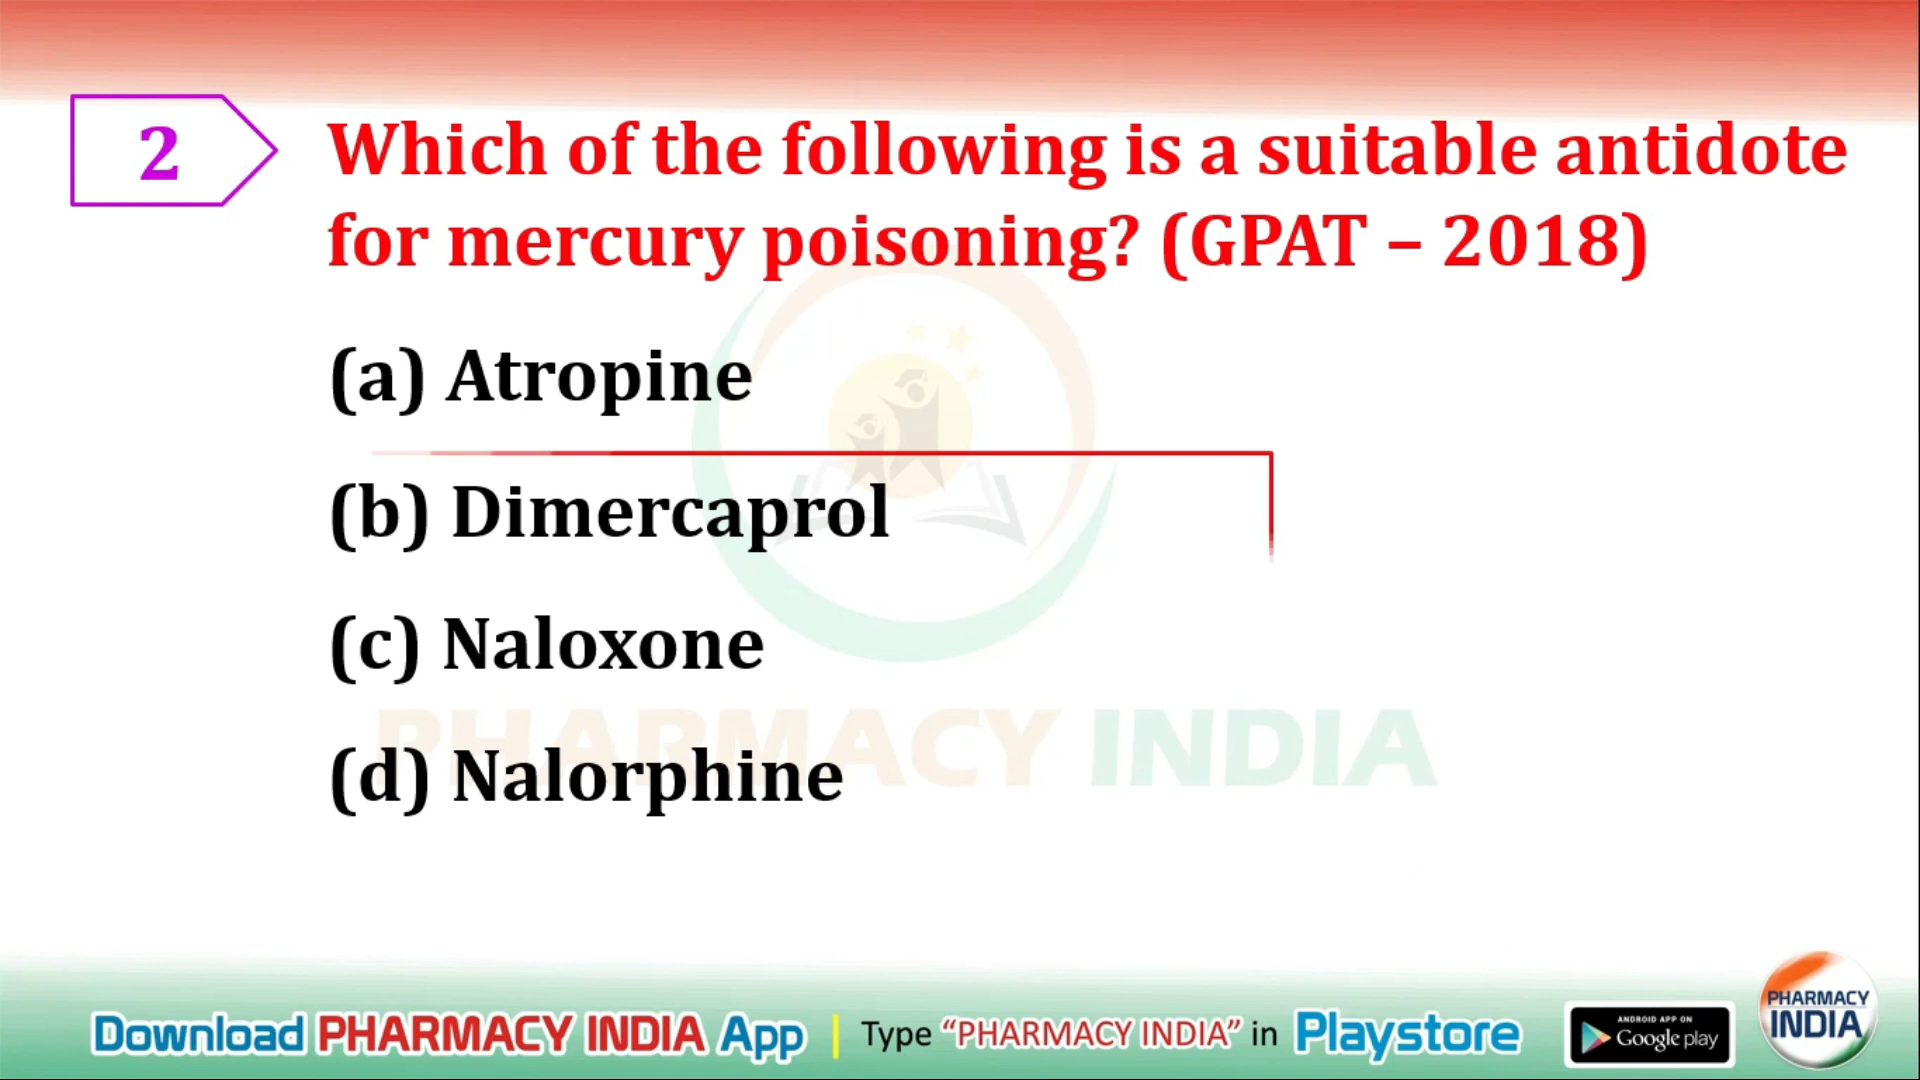 2
Which of the following is a suitable antidote
for mercury poisoning? (GPAT – 2018)
(a) Atropine
(b) Dimercaprol
(c) Naloxone
(d) Nalorphine
PHARMACY INDIA
Download PHARMACY INDIA App | Type “PHARMACY INDIA” in Playstore
ANDROID APP ON
Google play
PHARMACY
INDIA